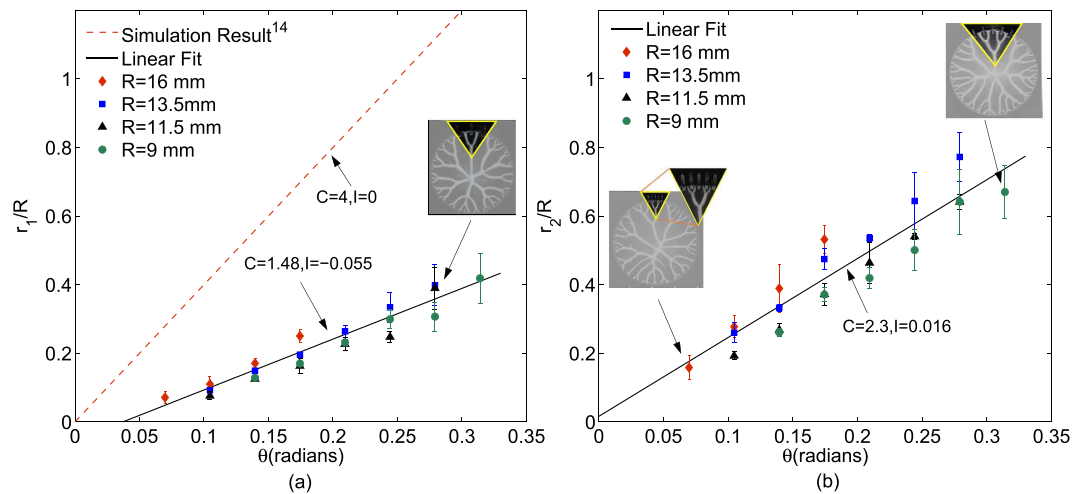 (a)
Simulation Result14
Linear Fit
R=16 mm
R=13.5mm
R=11.5 mm
R=9 mm
C=4,I=0
C=1.48,I=−0.055
r1/R
1
0.8
0.6
0.4
0.2
0
0 0.05 0.1 0.15 0.2 0.25 0.3 0.35
θ(radians)
(a)
(b)
Linear Fit
R=16 mm
R=13.5mm
R=11.5 mm
R=9 mm
C=2.3,I=0.016
r2/R
1
0.8
0.6
0.4
0.2
0
0 0.05 0.1 0.15 0.2 0.25 0.3 0.35
θ(radians)
(b)